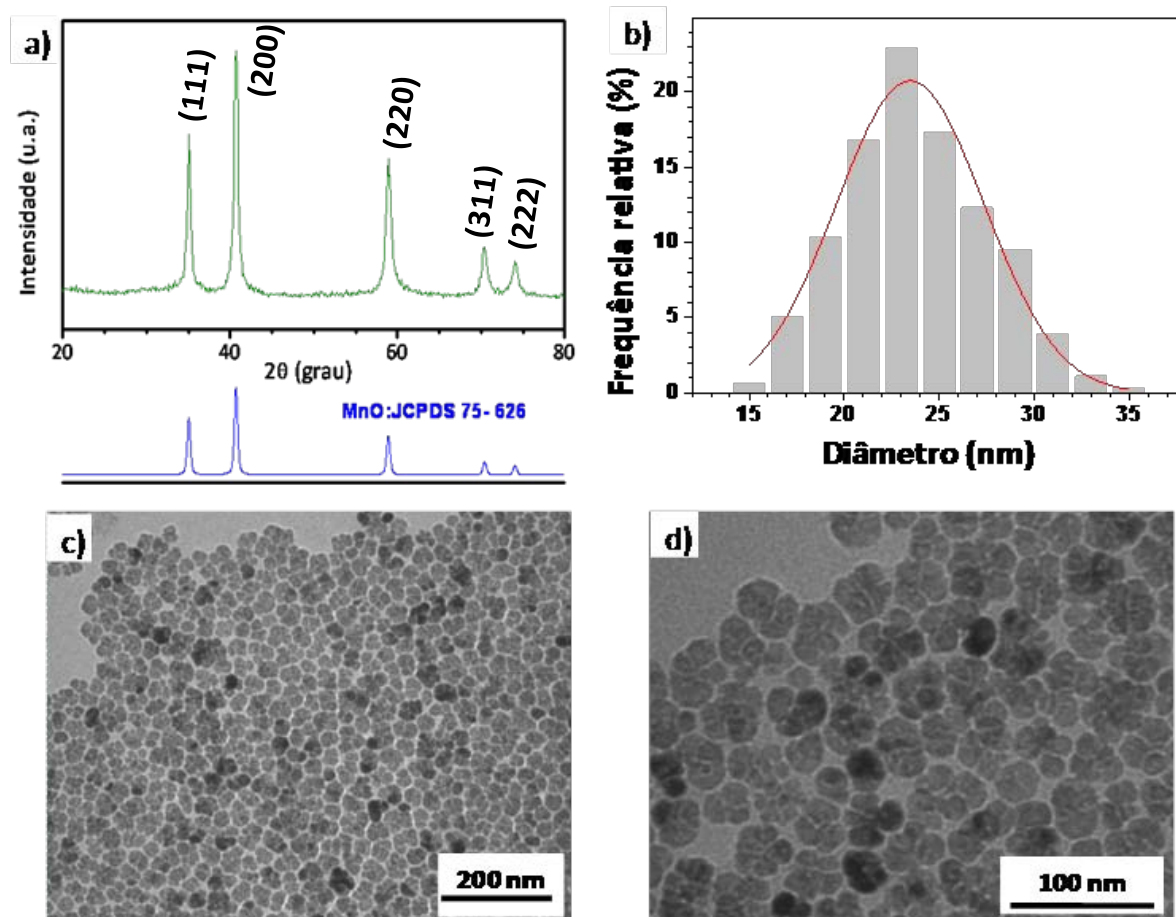 a)
Intensidade (u.a.)
(111)
(200)
(220)
(311)
(222)
20
40
60
80
2θ (grau)
MnO:JCPDS 75- 626
b)
Frequência relativa (%)
20
15
10
5
0
15
20
25
30
35
Diâmetro (nm)
c)
200 nm
d)
100 nm